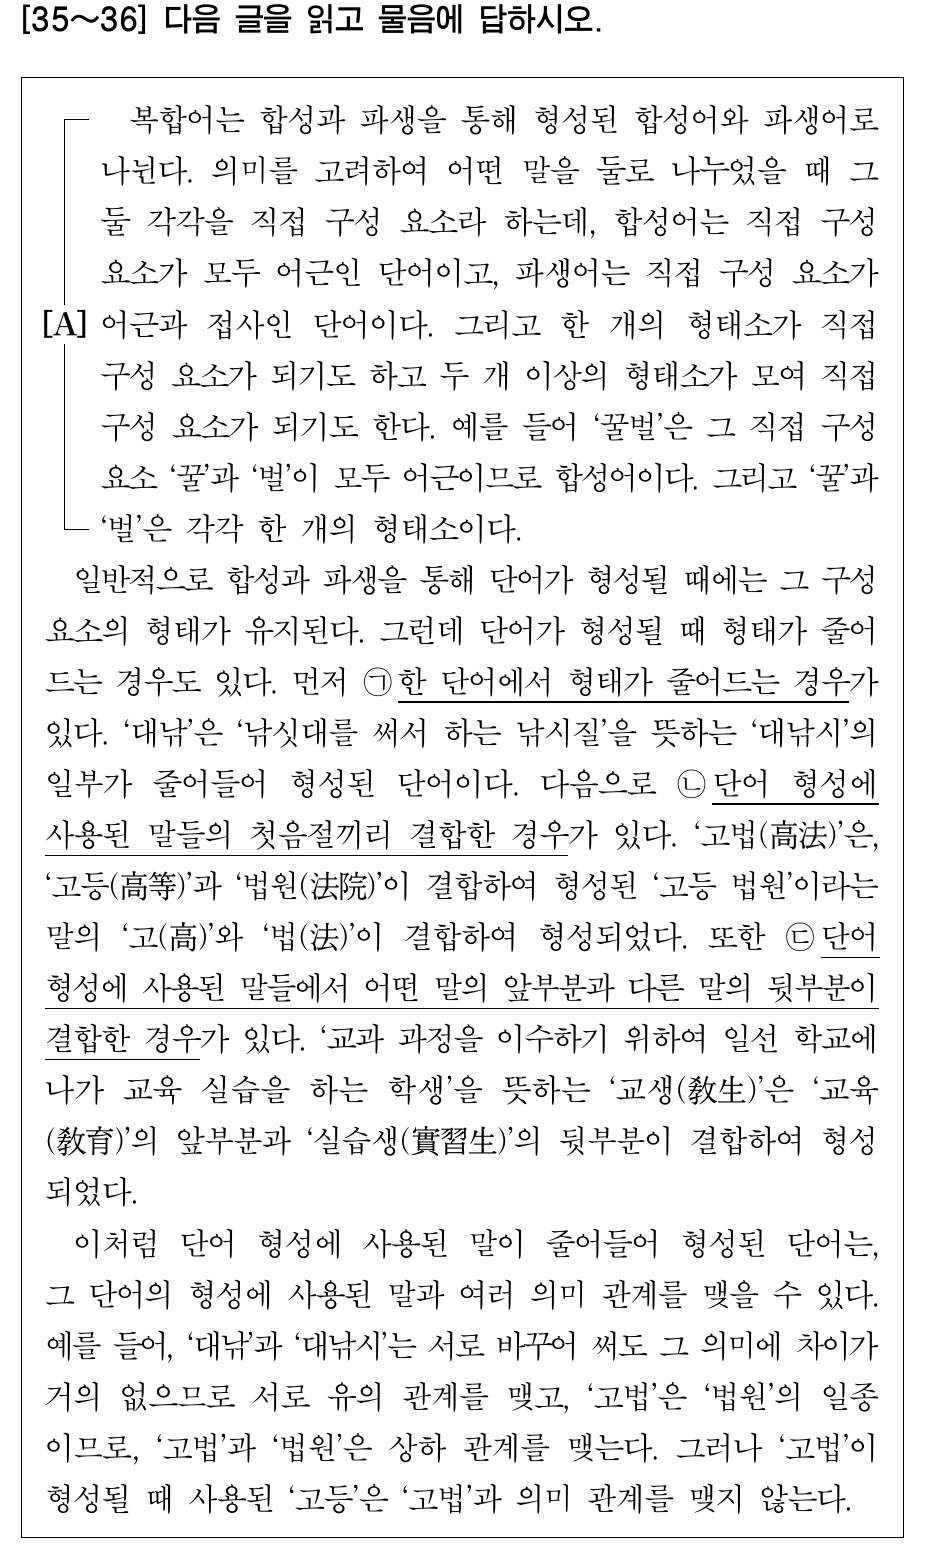 [35～36] 다음 글을 읽고 물음에 답하시오.
복합어는 합성과 파생을 통해 형성된 합성어와 파생어로
나뉜다. 의미를 고려하여 어떤 말을 둘로 나누었을 때 그
둘 각각을 직접 구성 요소라 하는데, 합성어는 직접 구성
요소가 모두 어근인 단어이고, 파생어는 직접 구성 요소가
[A] 어근과 접사인 단어이다. 그리고 한 개의 형태소가 직접
구성 요소가 되기도 하고 두 개 이상의 형태소가 모여 직접
구성 요소가 되기도 한다. 예를 들어 ‘꿀벌’은 그 직접 구성
요소 ‘꿀’과 ‘벌’이 모두 어근이므로 합성어이다. 그리고 ‘꿀’과
‘벌’은 각각 한 개의 형태소이다.
일반적으로 합성과 파생을 통해 단어가 형성될 때에는 그 구성
요소의 형태가 유지된다. 그런데 단어가 형성될 때 형태가 줄어
드는 경우도 있다. 먼저 ㉠한 단어에서 형태가 줄어드는 경우가
있다. ‘대낚’은 ‘낚싯대를 써서 하는 낚시질’을 뜻하는 ‘대낚시’의
일부가 줄어들어 형성된 단어이다. 다음으로 ㉡단어 형성에
사용된 말들의 첫음절끼리 결합한 경우가 있다. ‘고법(高法)’은,
‘고등(高等)’과 ‘법원(法院)’이 결합하여 형성된 ‘고등 법원’이라는
말의 ‘고(高)’와 ‘법(法)’이 결합하여 형성되었다. 또한 ㉢단어
형성에 사용된 말들에서 어떤 말의 앞부분과 다른 말의 뒷부분이
결합한 경우가 있다. ‘교과 과정을 이수하기 위하여 일선 학교에
나가 교육 실습을 하는 학생’을 뜻하는 ‘교생(敎生)’은 ‘교육
(敎育)’의 앞부분과 ‘실습생(實習生)’의 뒷부분이 결합하여 형성
되었다.
이처럼 단어 형성에 사용된 말이 줄어들어 형성된 단어는,
그 단어의 형성에 사용된 말과 여러 의미 관계를 맺을 수 있다.
예를 들어, ‘대낚’과 ‘대낚시’는 서로 바꾸어 써도 그 의미에 차이가
거의 없으므로 서로 유의 관계를 맺고, ‘고법’은 ‘법원’의 일종
이므로, ‘고법’과 ‘법원’은 상하 관계를 맺는다. 그러나 ‘고법’이
형성될 때 사용된 ‘고등’은 ‘고법’과 의미 관계를 맺지 않는다.